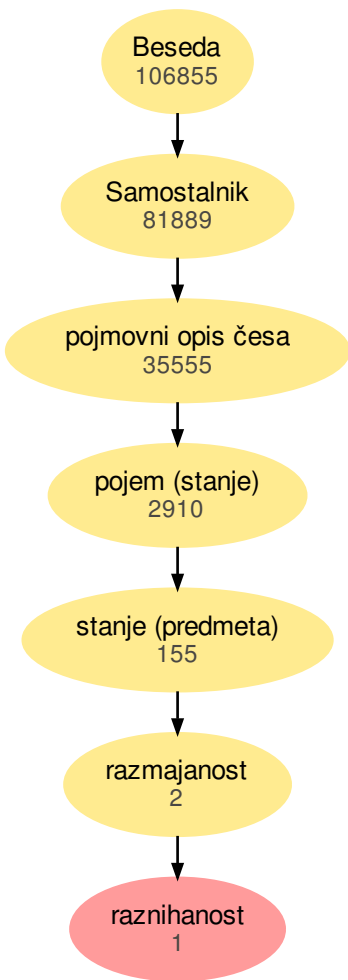 Beseda
106855
Samostalnik
81889
pojmovni opis česa
35555
pojem (stanje)
2910
stanje (predmeta)
155
razmajanost
2
raznihanost
1